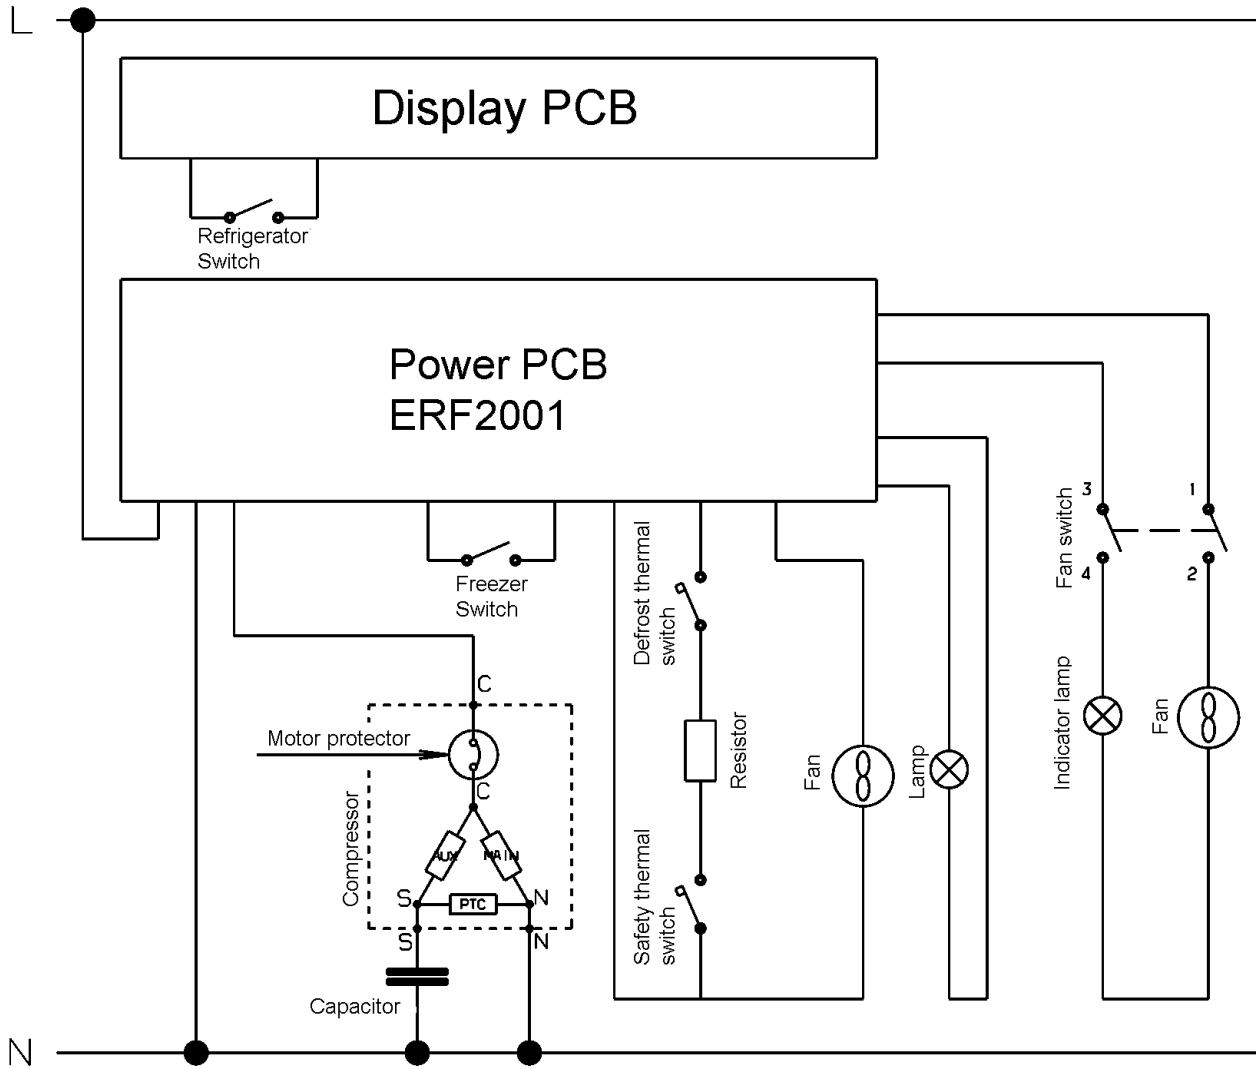 L
Display PCB
Refrigerator
Switch
Power PCB
ERF2001
Freezer
Switch
Defrost thermal
switch
Resistor
Safety thermal
switch
Fan
Lamp
3
1
Fan switch
4
2
Indicator lamp
Fan
C
Motor protector
C
Compressor
AUX
MAIN
S
PTC
N
S
N
Capacitor
N